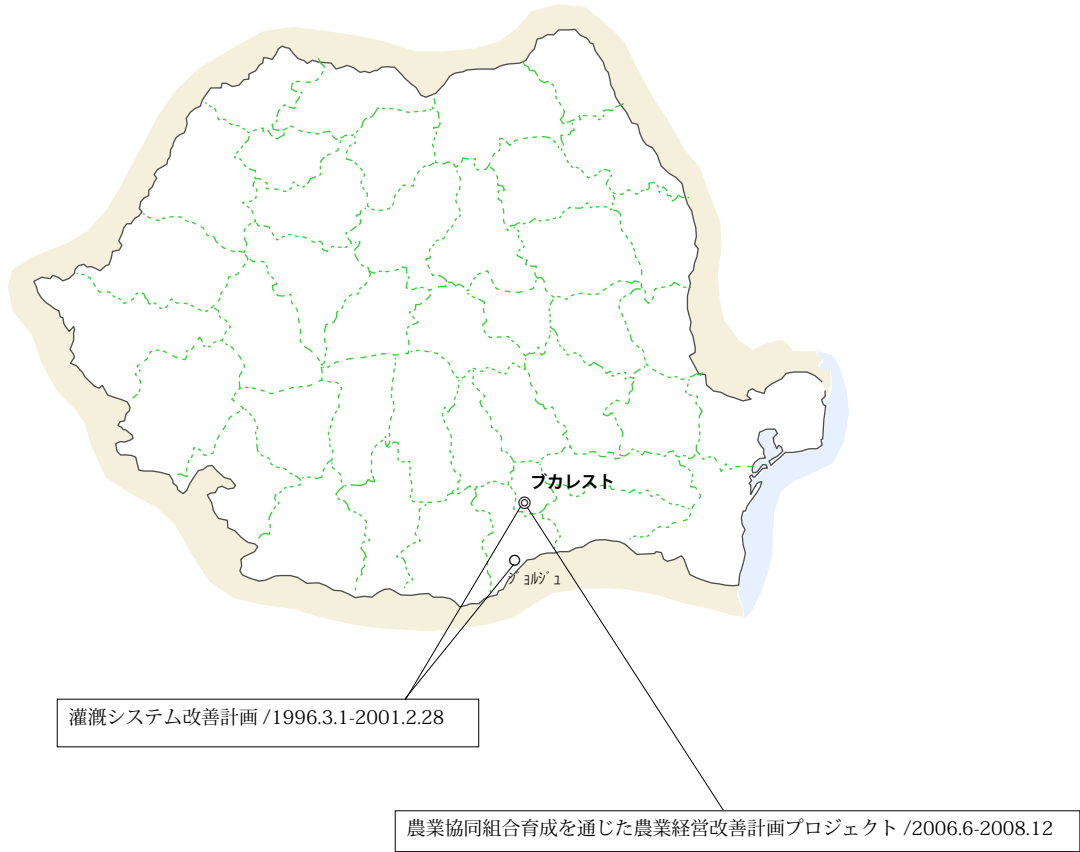 ブカレスト
ジョルジュ
灌漑システム改善計画 /1996.3.1-2001.2.28
農業協同組合育成を通じた農業経営改善計画プロジェクト /2006.6-2008.12